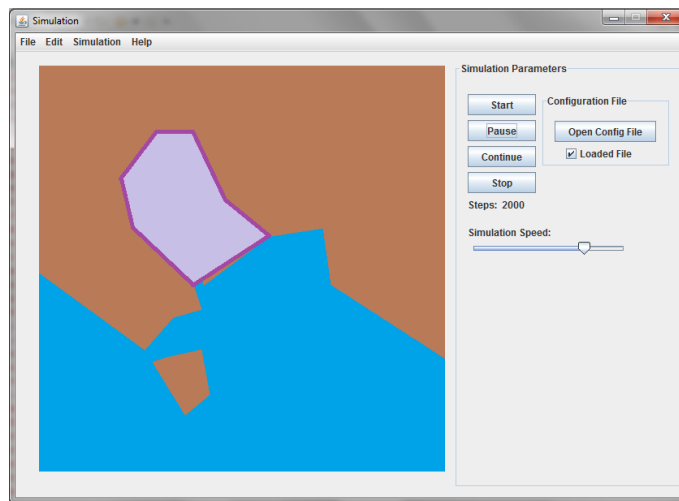 Simulation
File Edit Simulation Help
Simulation Parameters
Start
Configuration File
Pause
Open Config File
Continue
Loaded File
Stop
Steps: 2000
Simulation Speed: